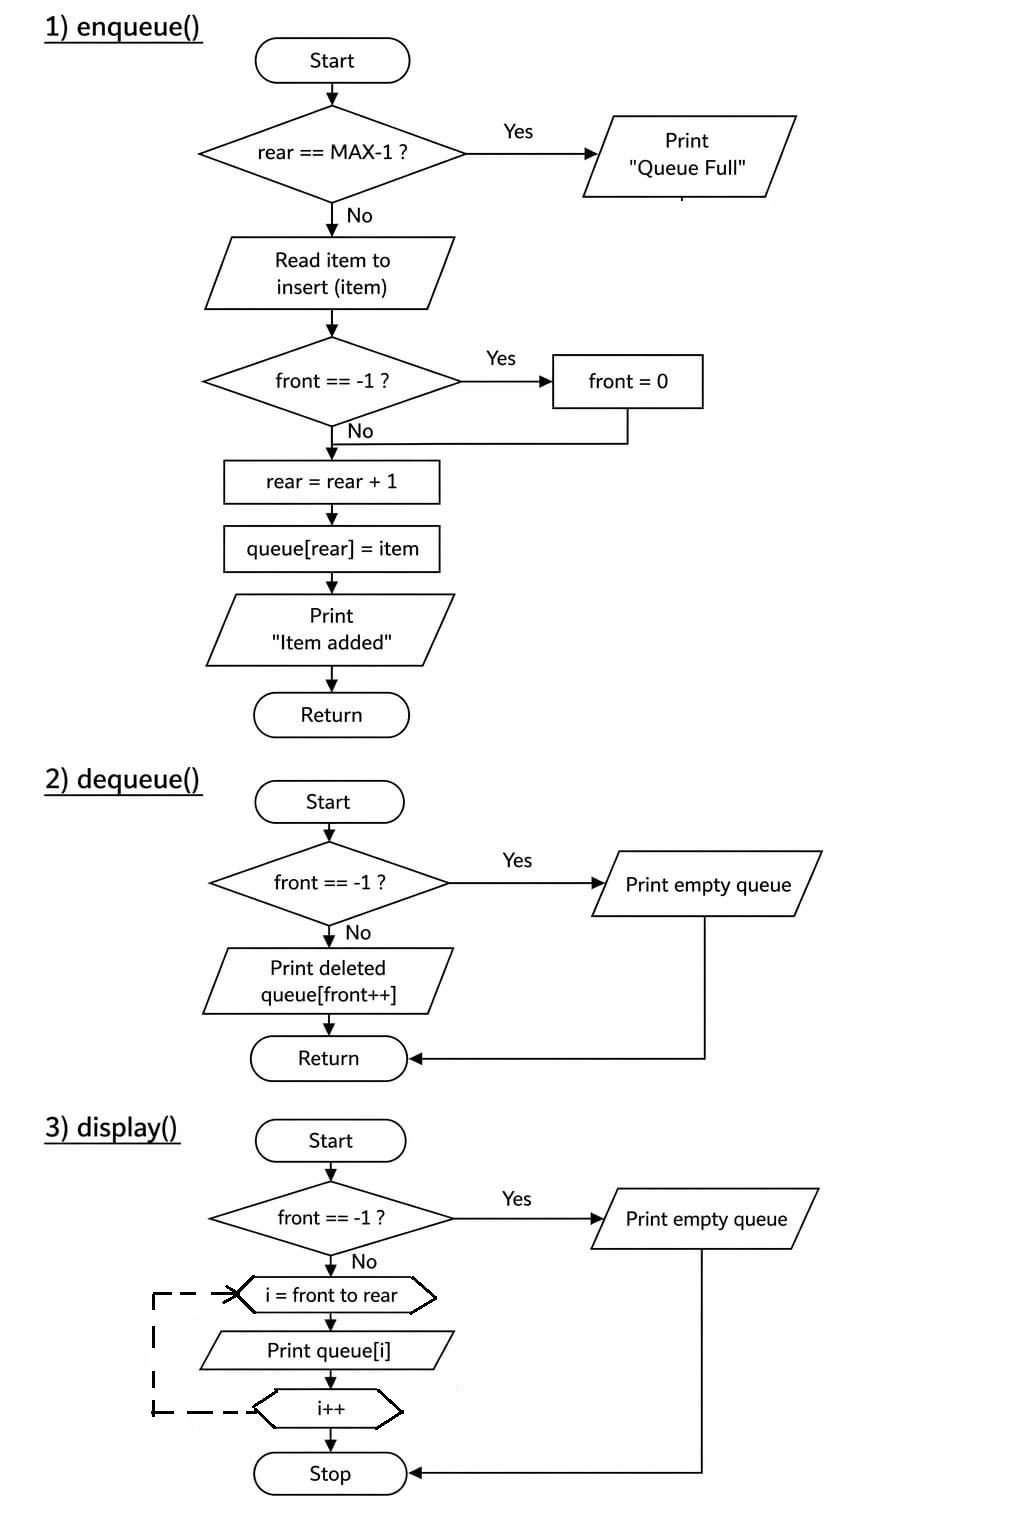 1) enqueue()
Start
rear == MAX-1 ?
Yes
Print
"Queue Full"
No
Read item to
insert (item)
front == -1 ?
Yes
front = 0
No
rear = rear + 1
queue[rear] = item
Print
"Item added"
Return
2) dequeue()
Start
front == -1 ?
Yes
Print empty queue
No
Print deleted
queue[front++]
Return
3) display()
Start
front == -1 ?
Yes
Print empty queue
No
i = front to rear
Print queue[i]
i++
Stop